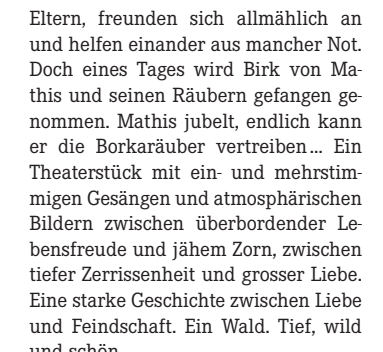 Eltern, freunden sich allmählich an
und helfen einander aus mancher Not.
Doch eines Tages wird Birk von Ma-
this und seinen Räubern gefangen ge-
nommen. Mathis jubelt, endlich kann
er die Borkaräuber vertreiben... Ein
Theaterstück mit ein- und mehrstim-
migen Gesängen und atmosphärischen
Bildern zwischen überbordender Le-
bensfreude und jähem Zorn, zwischen
tiefer Zerrissenheit und grosser Liebe.
Eine starke Geschichte zwischen Liebe
und Feindschaft. Ein Wald. Tief, wild
und schön.